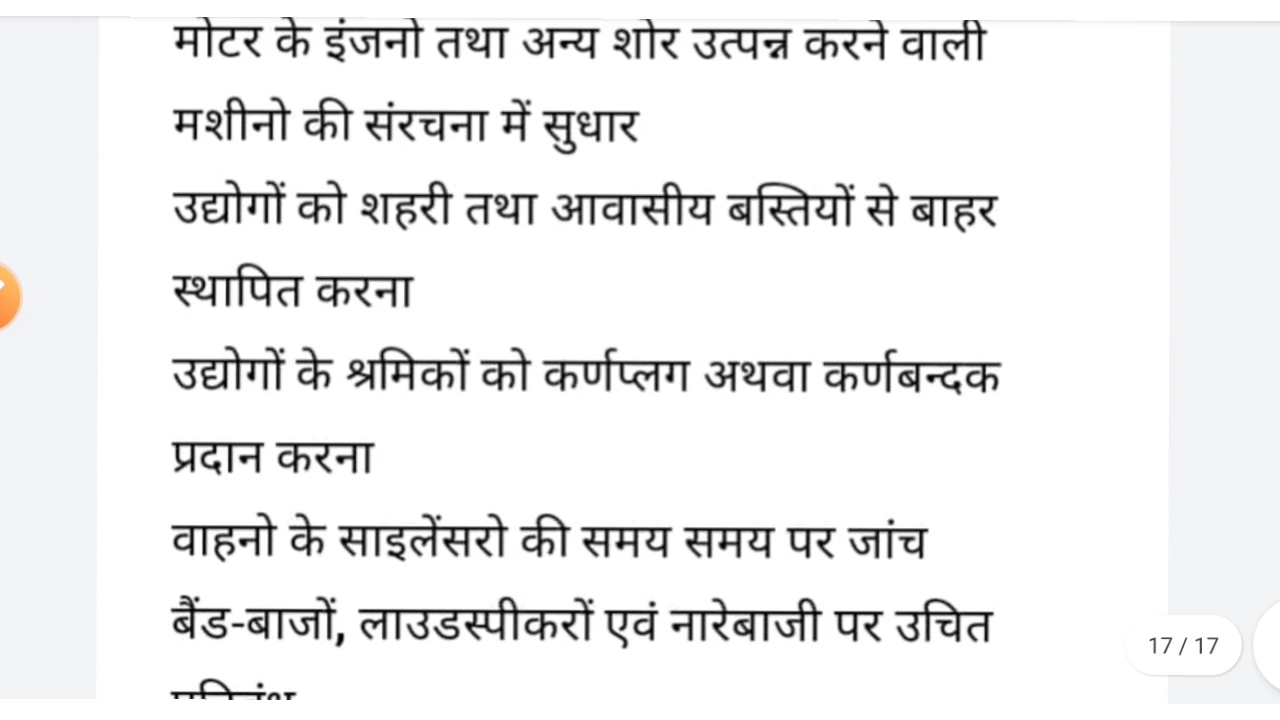 मोटर के इंजनो तथा अन्य शोर उत्पन्न करने वाली
मशीनो की संरचना में सुधार
उद्योगों को शहरी तथा आवासीय बस्तियों से बाहर
स्थापित करना
उद्योगों के श्रमिकों को कर्णप्लग अथवा कर्णबन्दक
प्रदान करना
वाहनो के साइलेंसरो की समय समय पर जांच
बैंड-बाजों, लाउडस्पीकरों एवं नारेबाजी पर उचित
17 / 17